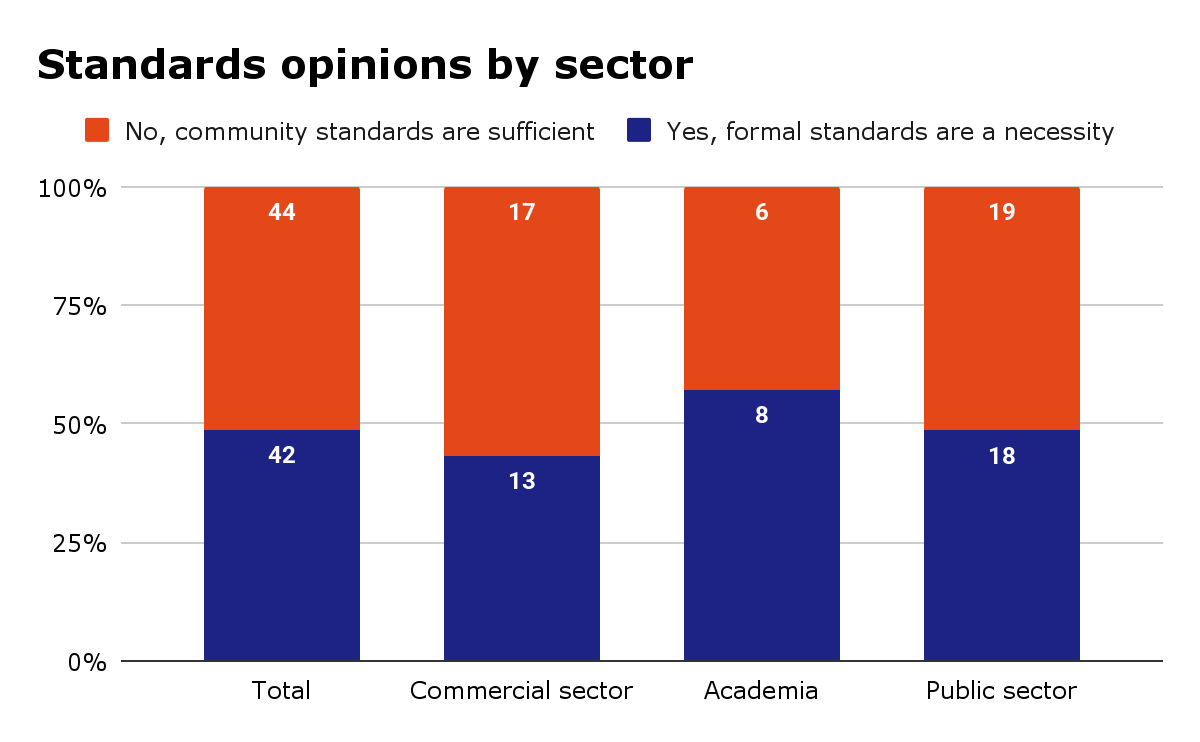 Standards opinions by sector
No, community standards are sufficient
Yes, formal standards are a necessity
100%
75%
50%
25%
0%
44
17
6
19
42
13
8
18
Total
Commercial sector
Academia
Public sector